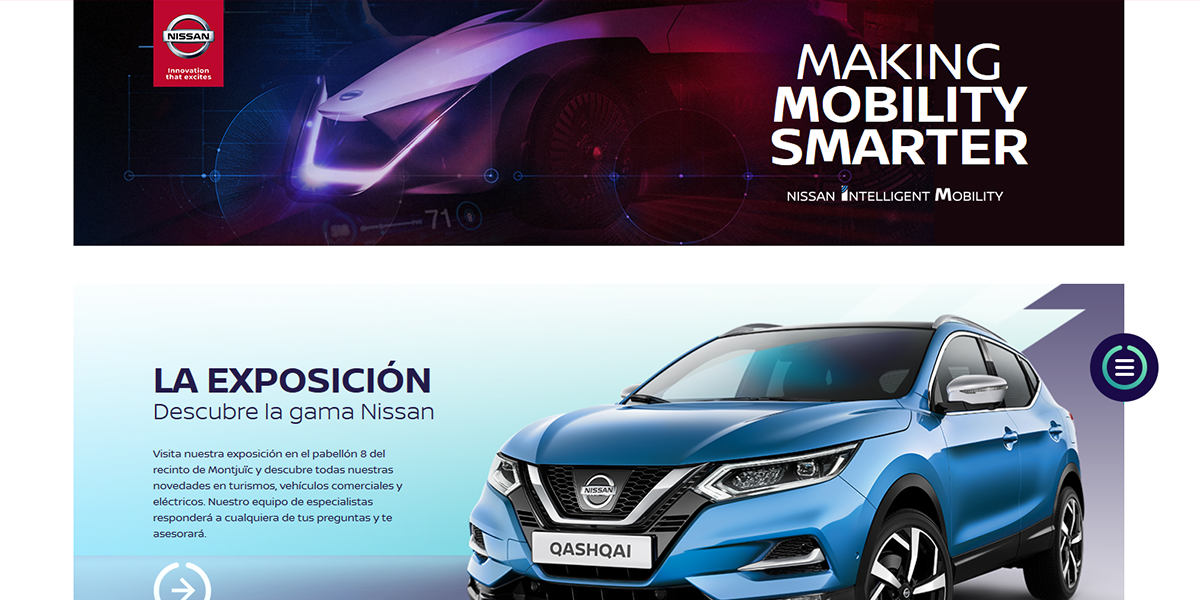 NISSAN
Innovation
that excites
MAKING
MOBILITY
SMARTER
NISSAN INTELLIGENT MOBILITY
71
LA EXPOSICIÓN
Descubre la gama Nissan
Visita nuestra exposición en el pabellón 8 del
recinto de Montjuïc y descubre todas nuestras
novedades en turismos, vehículos comerciales y
eléctricos. Nuestro equipo de especialistas
responderá a cualquiera de tus preguntas y te
asesorará.
NISSAN
QASHQAI